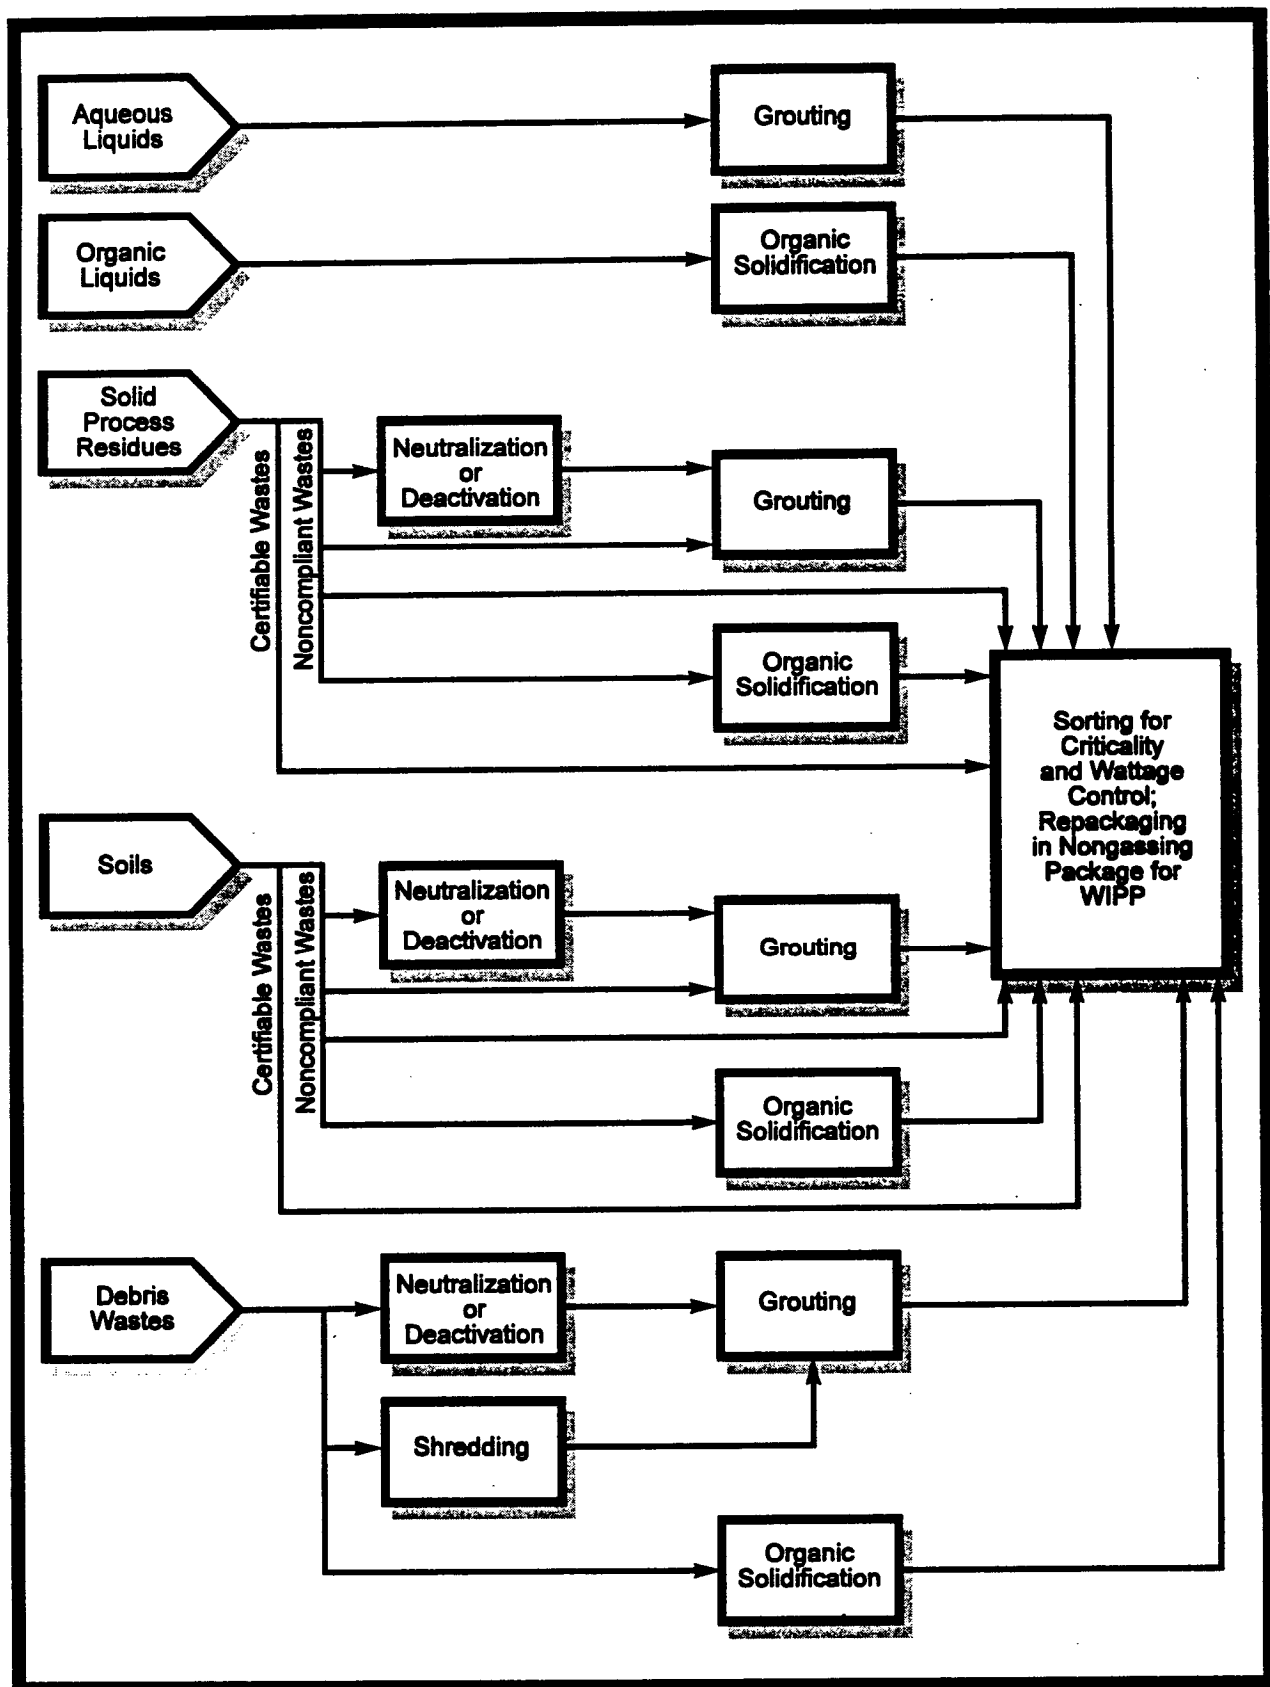 Aqueous
Liquids
Grouting
Organic
Liquids
Organic
Solidification
Solid
Process
Residues
Certifiable Wastes
Noncompliant Wastes
Neutralization
or
Deactivation
Grouting
Organic
Solidification
Sorting for
Criticality
and Wattage
Control;
Repackaging
in Nongassing
Package for
WIPP
Soils
Certifiable Wastes
Noncompliant Wastes
Neutralization
or
Deactivation
Grouting
Organic
Solidification
Debris
Wastes
Neutralization
or
Deactivation
Grouting
Shredding
Organic
Solidification